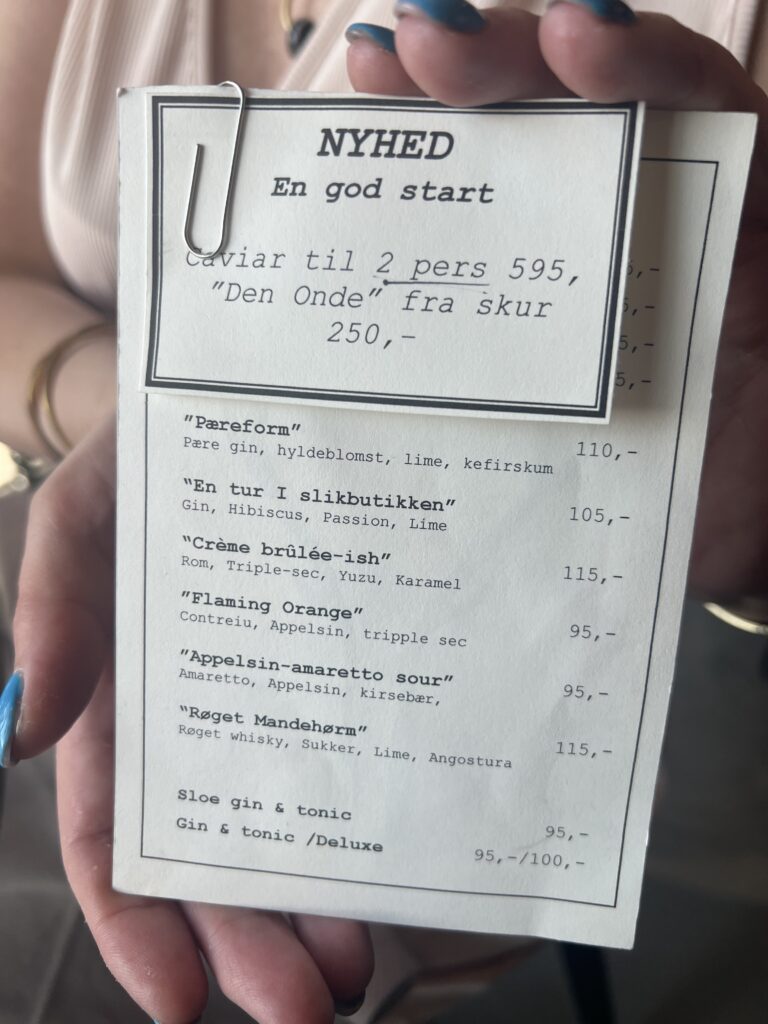 NYHED
En god start
Caviar til 2 pers 595,
"Den Onde" fra skur
250,-
5,-
5,-
5,-
"Pæreform"
110,-
Pære gin, hyldeblomst, lime, kefirskum
"En tur I slikbutikken"
105,-
Gin, Hibiscus, Passion, Lime
"Crème brûlée-ish"
115,-
Rom, Triple-sec, Yuzu, Karamel
"Flaming Orange"
95,-
Contreiu, Appelsin, tripple sec
"Appelsin-amaretto sour"
95,-
Amaretto, Appelsin, kirsebær,
"Røget Mandehørm"
115,-
Røget whisky, Sukker, Lime, Angostura
Sloe gin & tonic
95,-
Gin & tonic /Deluxe
95,-/100,-